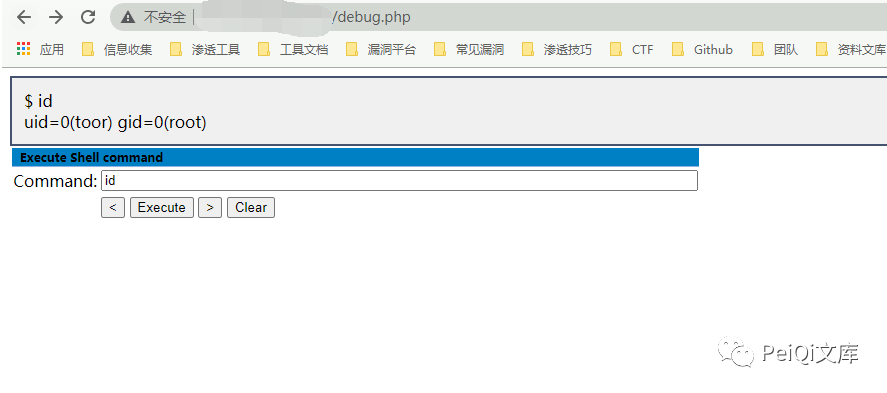 不安全 | /debug.php
应用 信息收集 渗透工具 工具文档 漏洞平台 常见漏洞 渗透技巧 CTF Github 团队 资料文库
$ id
uid=0(toor) gid=0(root)
Execute Shell command
Command: id
< Execute > Clear
PeiQi文库